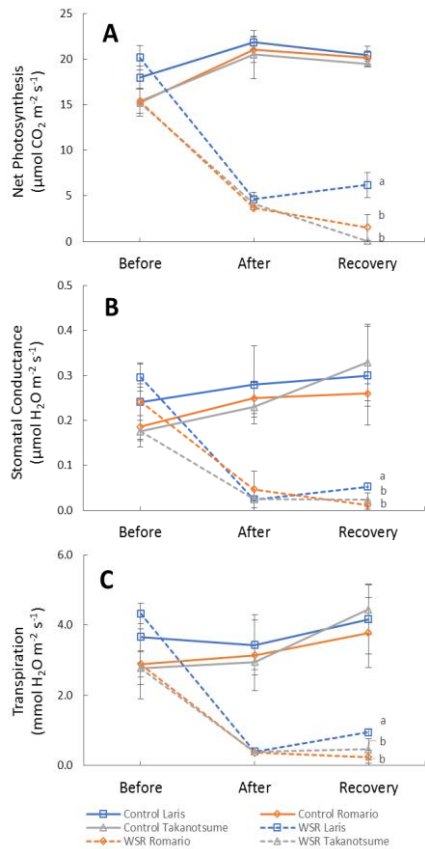 A
Net Photosynthesis
(μmol CO₂ m⁻² s⁻¹)
25
20
15
10
5
0
a
b
b
Before After Recovery
B
Stomatal Conductance
(μmol H₂O m⁻² s⁻¹)
0.5
0.4
0.3
0.2
0.1
0.0
a
b
b
Before After Recovery
C
Transpiration
(mmol H₂O m⁻² s⁻¹)
6.0
4.0
2.0
0.0
a
b
b
Before After Recovery
Control Laris Control Romario
Control Takanotsume WSR Laris
WSR Romario WSR Takanotsume